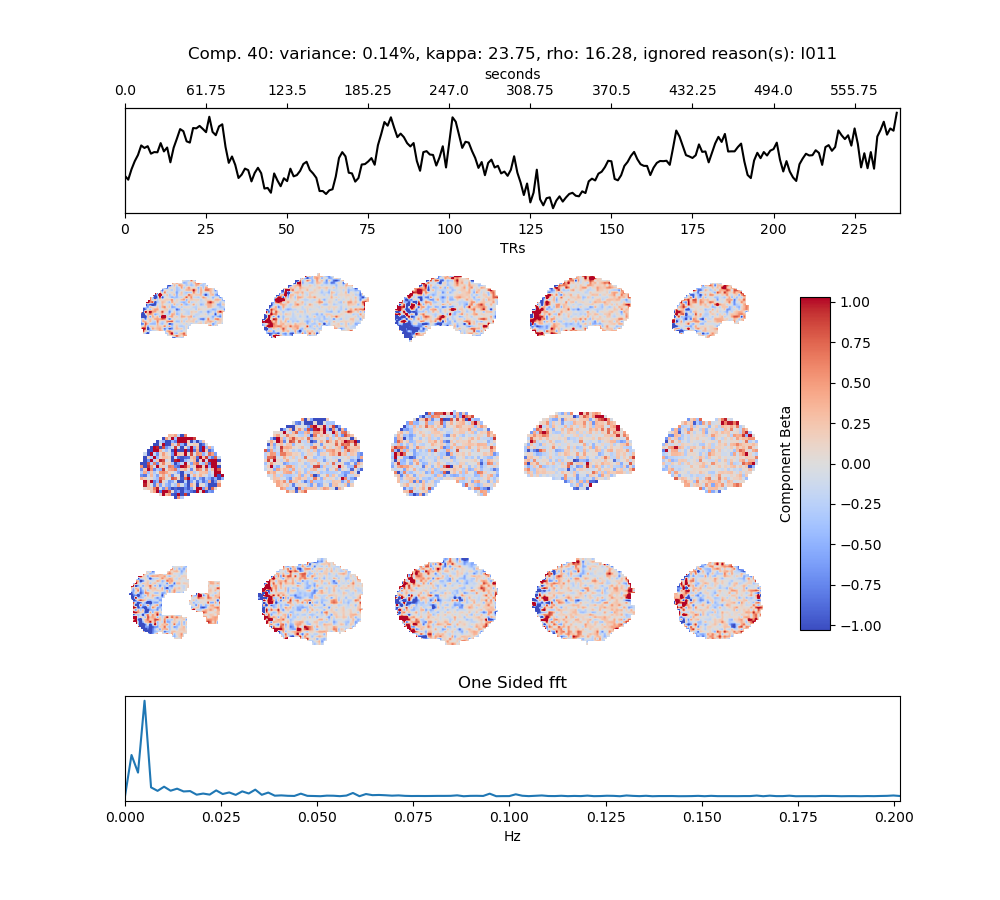 Comp. 40: variance: 0.14%, kappa: 23.75, rho: 16.28, ignored reason(s): I011
seconds
0.0 61.75 123.5 185.25 247.0 308.75 370.5 432.25 494.0 555.75
0 25 50 75 100 125 150 175 200 225
TRs
1.00
0.75
0.50
0.25
0.00
−0.25
−0.50
−0.75
−1.00
Component Beta
One Sided fft
0.000 0.025 0.050 0.075 0.100 0.125 0.150 0.175 0.200
Hz